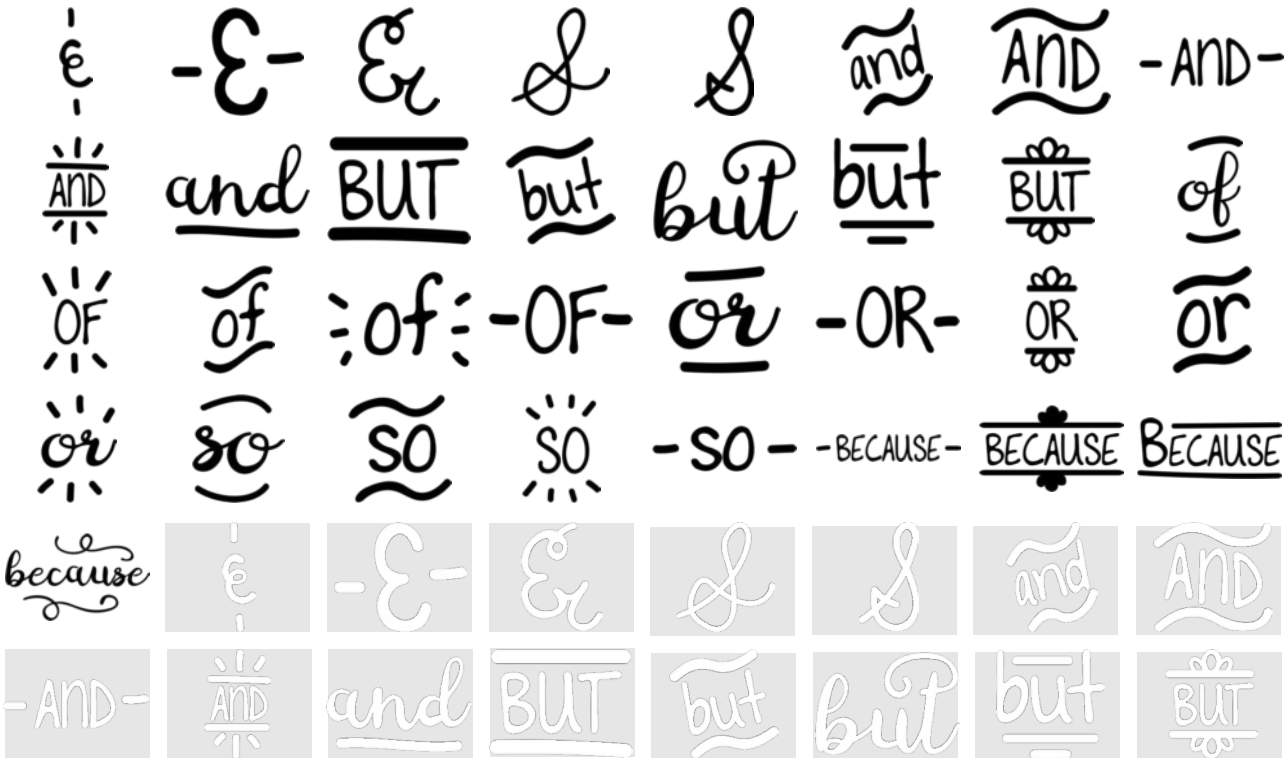 & & & & & and AND -AND-
AND and BUT but but but BUT of
OF of of -OF- or -OR- OR or
or so so SO -SO- -BECAUSE- BECAUSE BECAUSE
because & & & & & and AND
-AND- AND and BUT but but but BUT